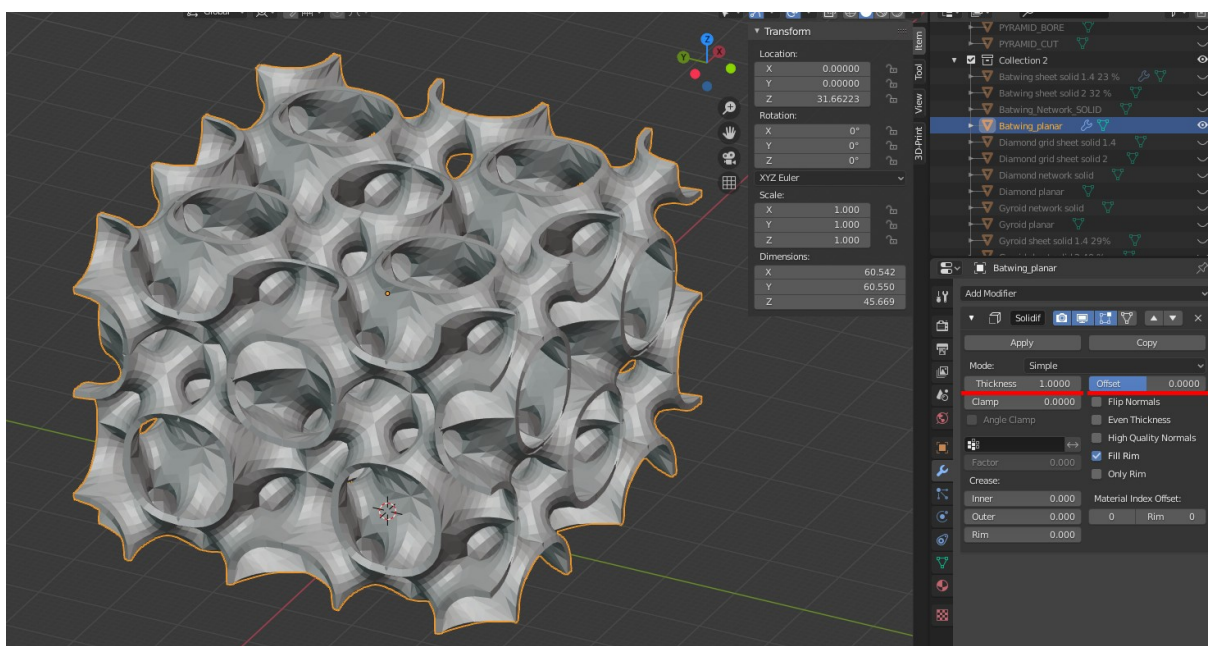 Global
Transform
Location:
X 0.00000
Y 0.00000
Z 31.66223
Rotation:
X 0°
Y 0°
Z 0°
XYZ Euler
Scale:
X 1.000
Y 1.000
Z 1.000
Dimensions:
X 60.542
Y 60.550
Z 45.669
Item
Tool
View
3D-Print
Z
Y
X
PYRAMID_BORE
PYRAMID_CUT
Collection 2
Batwing sheet solid 1.4 23 %
Batwing sheet solid 2 32 %
Batwing_Network_SOLID
Batwing_planar
Diamond grid sheet solid 1.4
Diamond grid sheet solid 2
Diamond network solid
Diamond planar
Gyroid network solid
Gyroid planar
Gyroid sheet solid 1.4 29%
Batwing_planar
Add Modifier
Solidif
Apply Copy
Mode: Simple
Thickness 1.0000 Offset 0.0000
Clamp 0.0000 Flip Normals
Angle Clamp Even Thickness
High Quality Normals
Factor 0.000 Fill Rim
Crease: Only Rim
Inner 0.000 Material Index Offset:
Outer 0.000 0 Rim 0
Rim 0.000